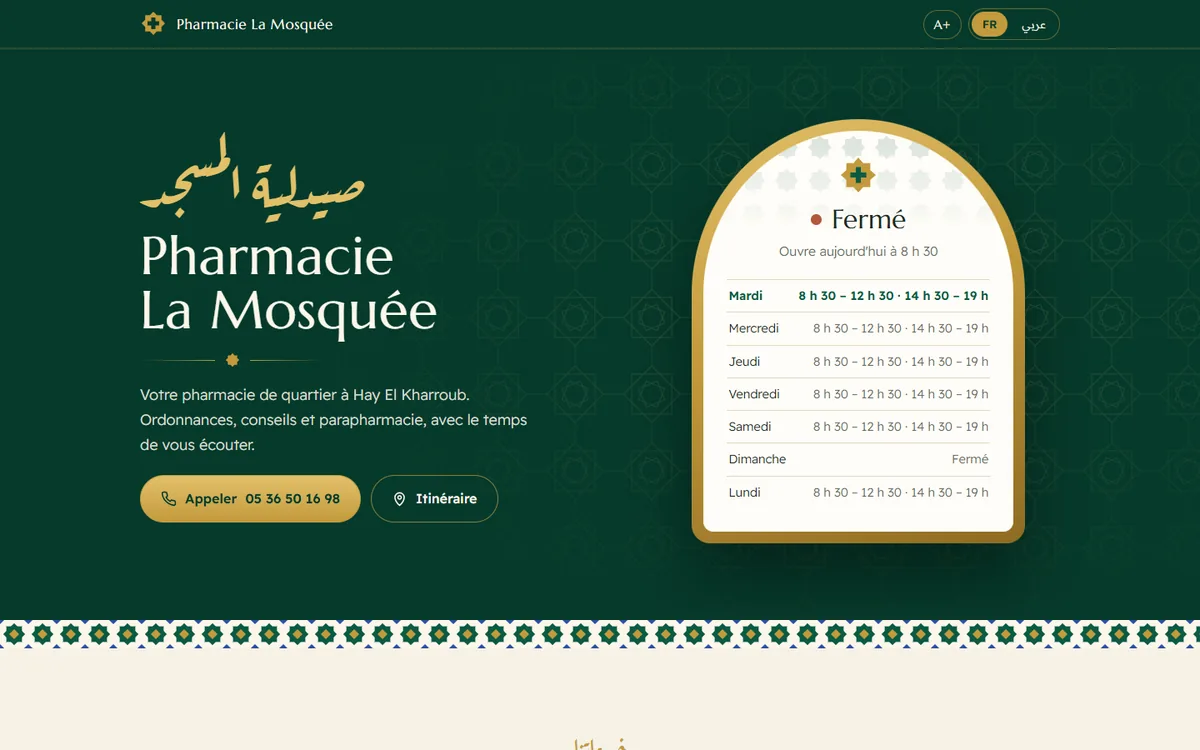 Pharmacie La Mosquée
A+
FR
عربي
صيدلية المسجد
Pharmacie
La Mosquée
Votre pharmacie de quartier à Hay El Kharroub.
Ordonnances, conseils et parapharmacie, avec le temps
de vous écouter.
Appeler 05 36 50 16 98
Itinéraire
Fermé
Ouvre aujourd'hui à 8 h 30
Mardi 8 h 30 – 12 h 30 · 14 h 30 – 19 h
Mercredi 8 h 30 – 12 h 30 · 14 h 30 – 19 h
Jeudi 8 h 30 – 12 h 30 · 14 h 30 – 19 h
Vendredi 8 h 30 – 12 h 30 · 14 h 30 – 19 h
Samedi 8 h 30 – 12 h 30 · 14 h 30 – 19 h
Dimanche Fermé
Lundi 8 h 30 – 12 h 30 · 14 h 30 – 19 h